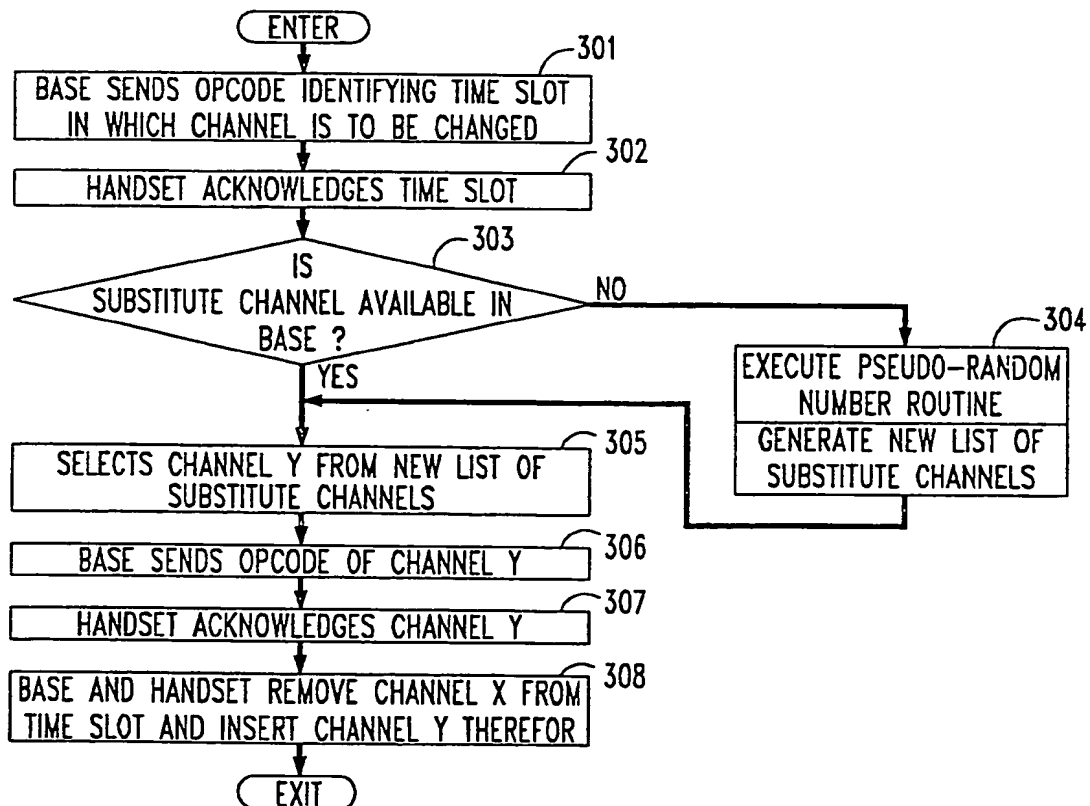 ENTER
301
BASE SENDS OPCODE IDENTIFYING TIME SLOT
IN WHICH CHANNEL IS TO BE CHANGED
302
HANDSET ACKNOWLEDGES TIME SLOT
303
IS
SUBSTITUTE CHANNEL AVAILABLE IN
BASE ?
NO
YES
304
EXECUTE PSEUDO-RANDOM
NUMBER ROUTINE
GENERATE NEW LIST OF
SUBSTITUTE CHANNELS
305
SELECTS CHANNEL Y FROM NEW LIST OF
SUBSTITUTE CHANNELS
306
BASE SENDS OPCODE OF CHANNEL Y
307
HANDSET ACKNOWLEDGES CHANNEL Y
308
BASE AND HANDSET REMOVE CHANNEL X FROM
TIME SLOT AND INSERT CHANNEL Y THEREFOR
EXIT